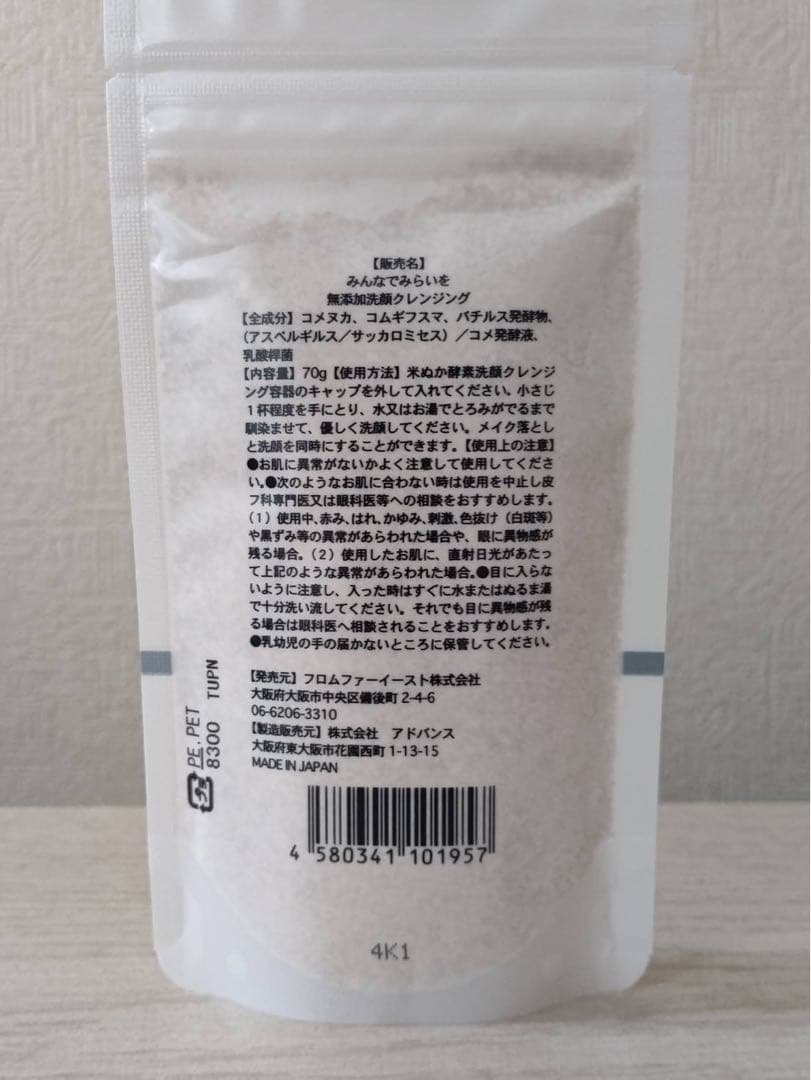 【販売名】
みんなでみらいを
無添加洗顔クレンジング
【全成分】コメヌカ、コムギフスマ、バチルス発酵物、
(アスペルギルス／サッカロミセス)／コメ発酵液、
乳酸桿菌
【内容量】70g【使用方法】米ぬか酵素洗顔クレンジ
ング容器のキャップを外して入れてください。小さじ
1杯程度を手にとり、水又はお湯でとろみがでるまで
馴染ませて、優しく洗顔してください。メイク落とし
と洗顔を同時にすることができます。【使用上の注意】
●お肌に異常がないかよく注意して使用してくださ
い。●次のようなお肌に合わない時は使用を中止し皮
フ科専門医又は眼科医等への相談をおすすめします。
(1)使用中、赤み、はれ、かゆみ、刺激、色抜け(白斑等)
や黒ずみ等の異常があらわれた場合や、眼に異物感が
残る場合。(2)使用したお肌に、直射日光があたっ
て上記のような異常があらわれた場合。●目に入らな
いように注意し、入った時はすぐに水またはぬるま湯
で十分洗い流してください。それでも目に異物感が残
る場合は眼科医へ相談されることをおすすめします。
●乳幼児の手の届かないところに保管してください。
【発売元】フロムファーイースト株式会社
大阪府大阪市中央区備後町2-4-6
06-6206-3310
【製造販売元】株式会社 アドバンス
大阪府東大阪市花園西町1-13-15
MADE IN JAPAN
PE, PET
8300 TUPN
4 580341 101957
4K1